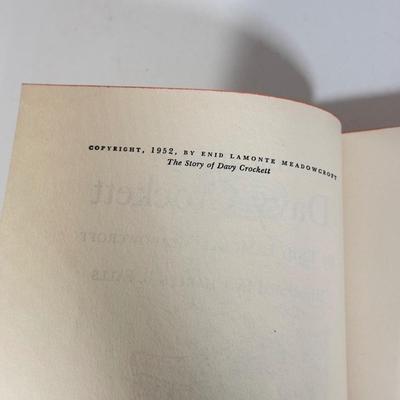 COPYRIGHT, 1952, BY ENID LAMONTE MEADOWCROFT
The Story of Davy Crockett